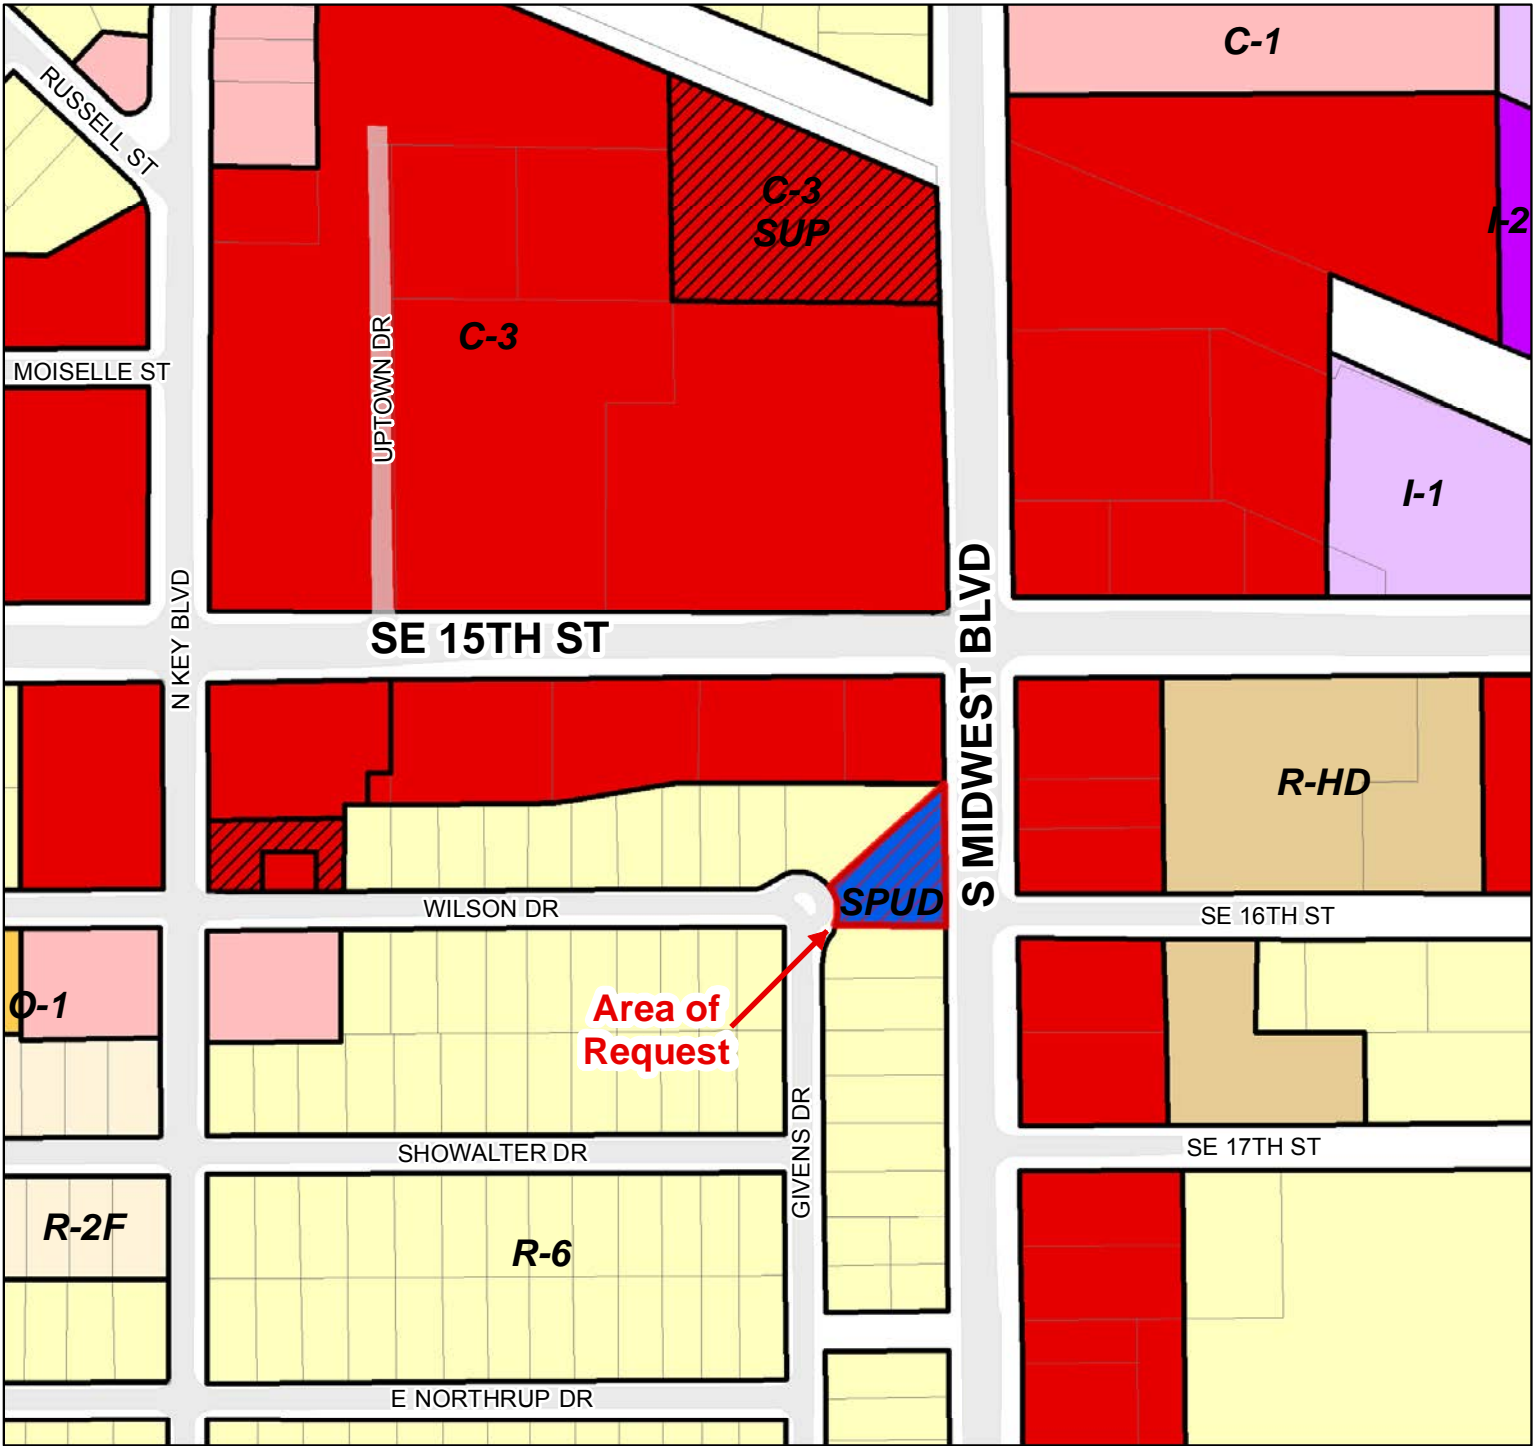 C-1
RUSSELL ST
C-3
SUP
I-2
C-3
UPTOWN DR
MOISELLE ST
I-1
N KEY BLVD
SE 15TH ST
S MIDWEST BLVD
R-HD
SPUD
WILSON DR
SE 16TH ST
O-1
Area of
Request
GIVENS DR
SHOWALTER DR
SE 17TH ST
R-2F
R-6
E NORTHRUP DR